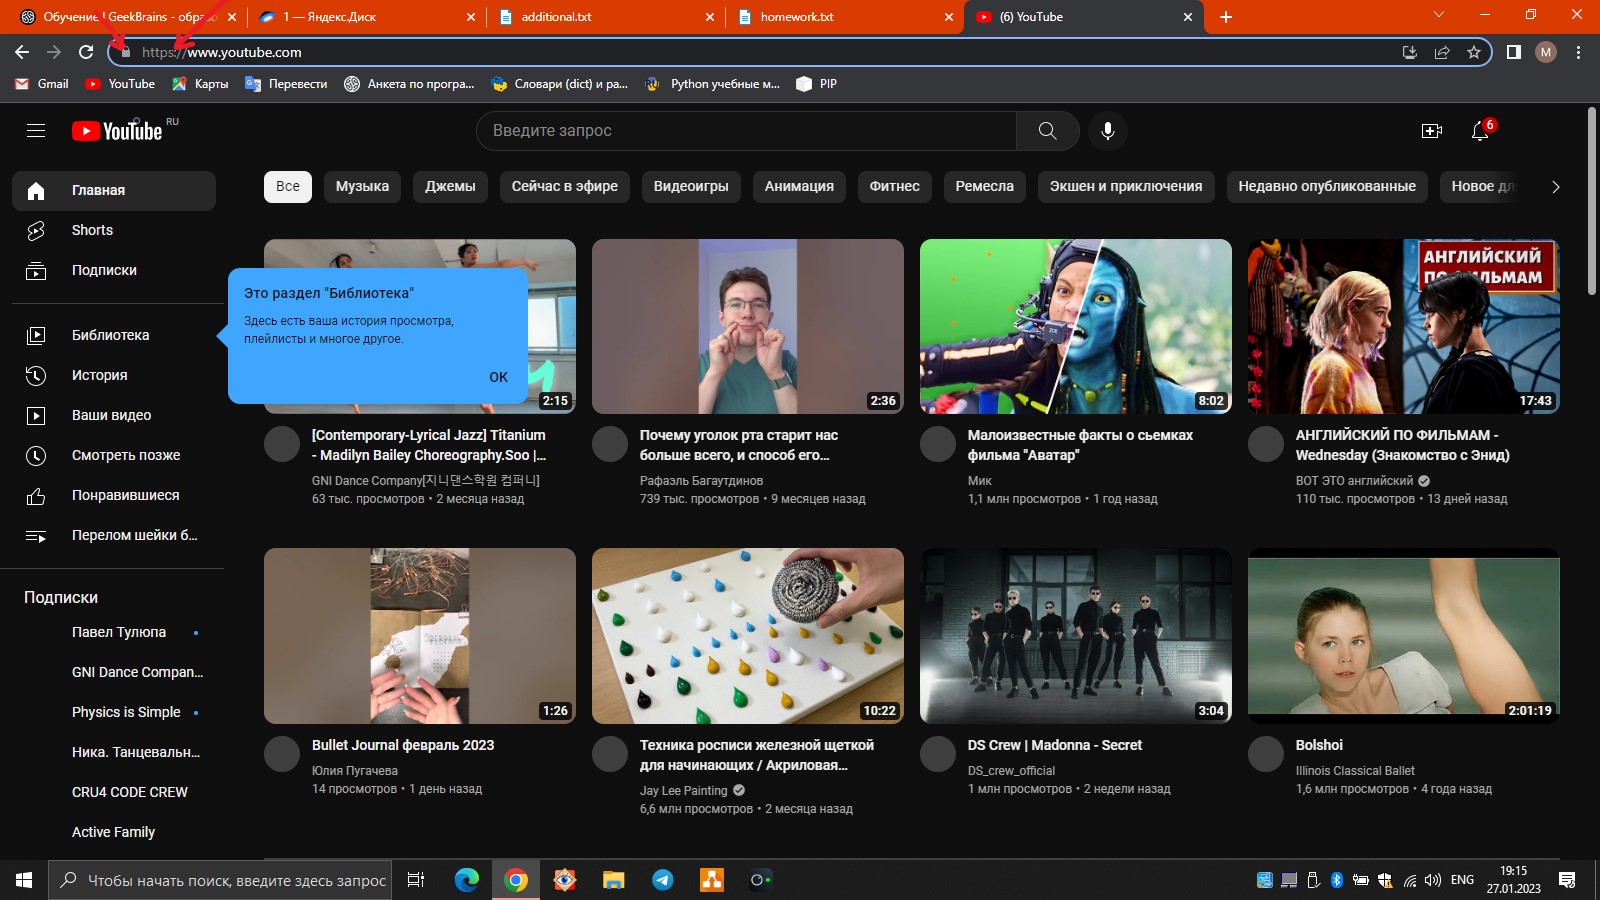 Обучение | GeekBrains - образо
1 — Яндекс.Диск
additional.txt
homework.txt
(6) YouTube
https://www.youtube.com
M
Gmail
YouTube
Карты
Перевести
Анкета по програ...
Словари (dict) и ра...
Python учебные м...
PIP
YouTube RU
Введите запрос
6
Все
Музыка
Джемы
Сейчас в эфире
Видеоигры
Анимация
Фитнес
Ремесла
Экшен и приключения
Недавно опубликованные
Новое дл
Главная
Shorts
Подписки
Библиотека
История
Ваши видео
Смотреть позже
Понравившиеся
Перелом шейки б...
Подписки
Павел Тулюпа
GNI Dance Compan...
Physics is Simple
Ника. Танцевальн...
CRU4 CODE CREW
Active Family
Это раздел "Библиотека"
Здесь есть ваша история просмотра,
плейлисты и многое другое.
ОК
2:15
[Contemporary-Lyrical Jazz] Titanium
- Madilyn Bailey Choreography.Soo |...
GNI Dance Company[지니댄스학원 컴퍼니]
63 тыс. просмотров • 2 месяца назад
2:36
Почему уголок рта старит нас
больше всего, и способ его...
Рафаэль Багаутдинов
739 тыс. просмотров • 9 месяцев назад
8:02
Малоизвестные факты о сьемках
фильма "Аватар"
Мик
1,1 млн просмотров • 1 год назад
АНГЛИЙСКИЙ
ПО ФИЛЬМАМ
17:43
АНГЛИЙСКИЙ ПО ФИЛЬМАМ -
Wednesday (Знакомство с Энид)
ВОТ ЭТО английский
110 тыс. просмотров • 13 дней назад
1:26
Bullet Journal февраль 2023
Юлия Пугачева
14 просмотров • 1 день назад
10:22
Техника росписи железной щеткой
для начинающих / Акриловая...
Jay Lee Painting
6,6 млн просмотров • 2 месяца назад
3:04
DS Crew | Madonna - Secret
DS_crew_official
1 млн просмотров • 2 недели назад
2:01:19
Bolshoi
Illinois Classical Ballet
1,6 млн просмотров • 4 года назад
Чтобы начать поиск, введите здесь запрос
ENG
19:15
27.01.2023